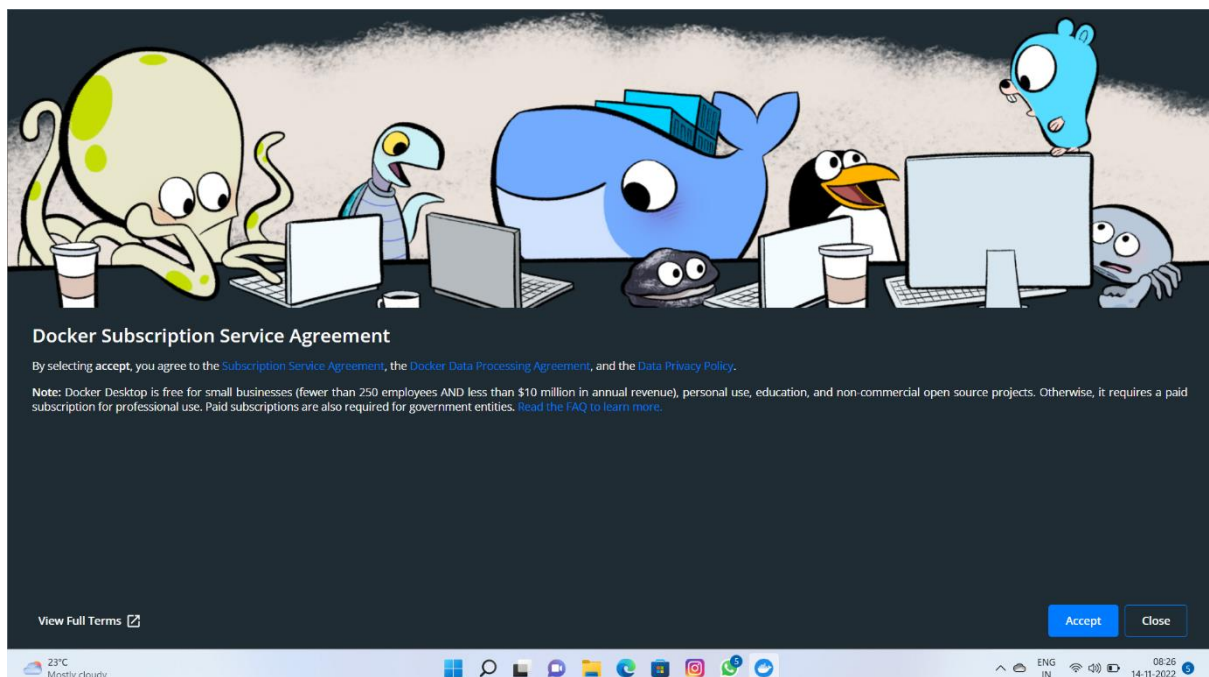 Docker Subscription Service Agreement
By selecting accept, you agree to the Subscription Service Agreement, the Docker Data Processing Agreement, and the Data Privacy Policy.
Note: Docker Desktop is free for small businesses (fewer than 250 employees AND less than $10 million in annual revenue), personal use, education, and non-commercial open source projects. Otherwise, it requires a paid
subscription for professional use. Paid subscriptions are also required for government entities. Read the FAQ to learn more.
View Full Terms
Accept
Close
23°C
Mostly cloudy
5
ENG
IN
08:26
14-11-2022
5